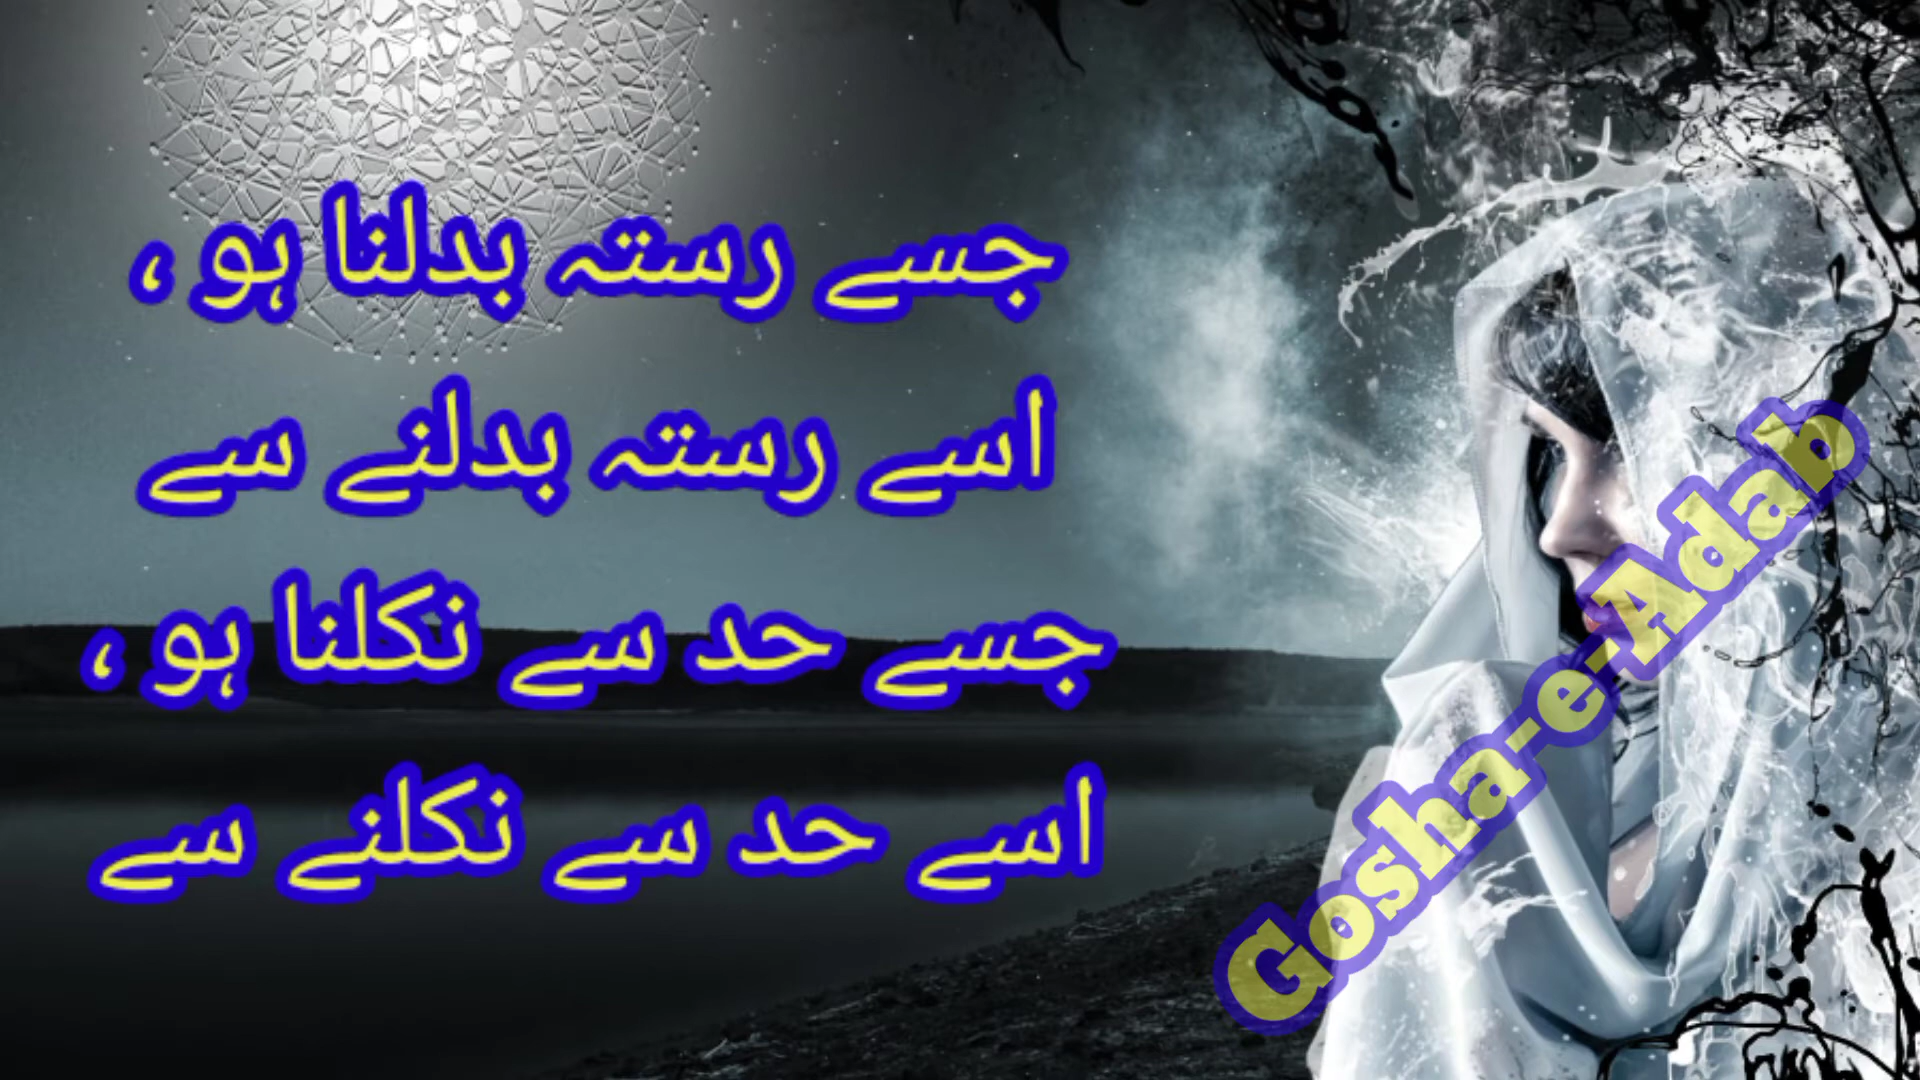 جسے رستہ بدلنا ہو ،
اسے رستہ بدلنے سے
جسے حد سے نکلنا ہو ،
اسے حد سے نکلنے سے
Gosha-e-Adab